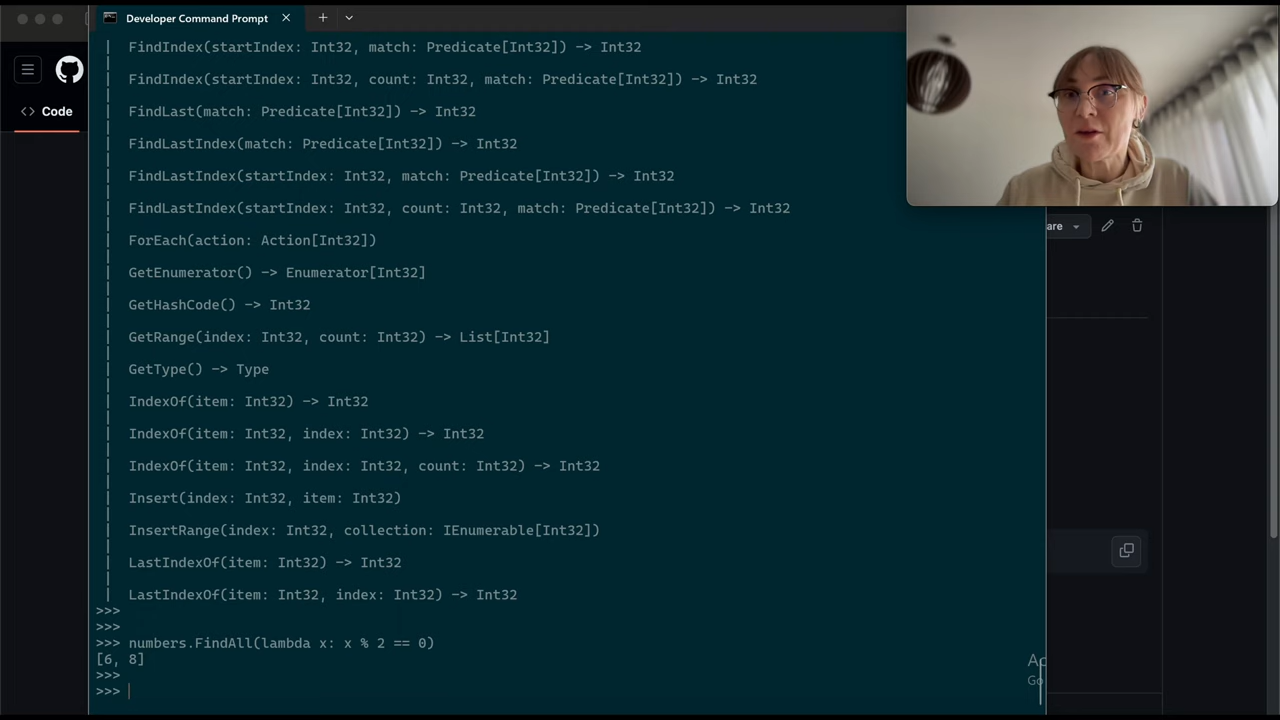 Developer Command Prompt
| FindIndex(startIndex: Int32, match: Predicate[Int32]) -> Int32
|
| FindIndex(startIndex: Int32, count: Int32, match: Predicate[Int32]) -> Int32
|
| FindLast(match: Predicate[Int32]) -> Int32
|
| FindLastIndex(match: Predicate[Int32]) -> Int32
|
| FindLastIndex(startIndex: Int32, match: Predicate[Int32]) -> Int32
|
| FindLastIndex(startIndex: Int32, count: Int32, match: Predicate[Int32]) -> Int32
|
| ForEach(action: Action[Int32])
|
| GetEnumerator() -> Enumerator[Int32]
|
| GetHashCode() -> Int32
|
| GetRange(index: Int32, count: Int32) -> List[Int32]
|
| GetType() -> Type
|
| IndexOf(item: Int32) -> Int32
|
| IndexOf(item: Int32, index: Int32) -> Int32
|
| IndexOf(item: Int32, index: Int32, count: Int32) -> Int32
|
| Insert(index: Int32, item: Int32)
|
| InsertRange(index: Int32, collection: IEnumerable[Int32])
|
| LastIndexOf(item: Int32) -> Int32
|
| LastIndexOf(item: Int32, index: Int32) -> Int32
>>>
>>>
>>> numbers.FindAll(lambda x: x % 2 == 0)
[6, 8]
>>>
>>>
<> Code
are
Go